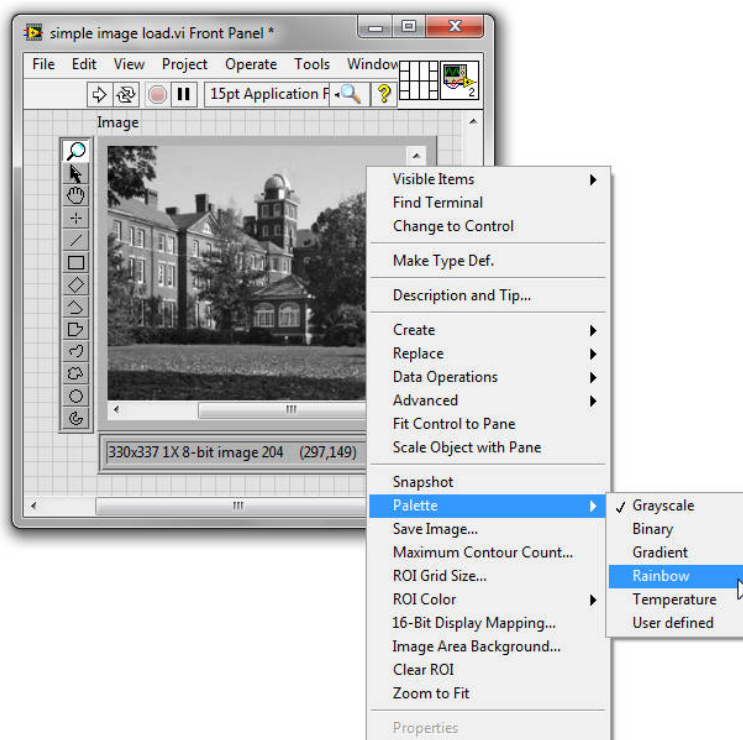 simple image load.vi Front Panel *
File Edit View Project Operate Tools Window
15pt Application F
2
Image
330x337 1X 8-bit image 204 (297,149)
Visible Items
Find Terminal
Change to Control
Make Type Def.
Description and Tip...
Create
Replace
Data Operations
Advanced
Fit Control to Pane
Scale Object with Pane
Snapshot
Palette
Save Image...
Maximum Contour Count...
ROI Grid Size...
ROI Color
16-Bit Display Mapping...
Image Area Background...
Clear ROI
Zoom to Fit
Properties
Grayscale
Binary
Gradient
Rainbow
Temperature
User defined